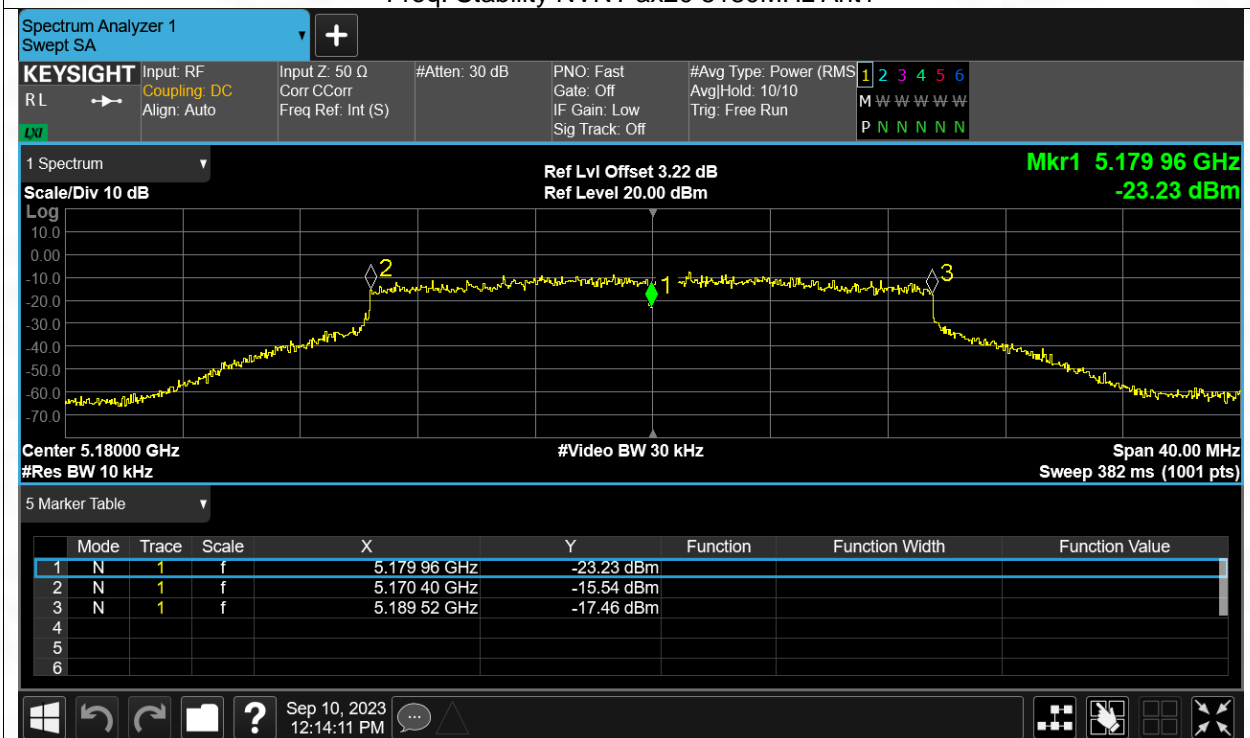 Freq. Stability NVNT ax20 5180MHz Ant1
Spectrum Analyzer 1
Swept SA
+
KEYSIGHT
RL
LXI
Input: RF
Coupling: DC
Align: Auto
Input Z: 50 Ω
Corr CCorr
Freq Ref: Int (S)
#Atten: 30 dB
PNO: Fast
Gate: Off
IF Gain: Low
Sig Track: Off
#Avg Type: Power (RMS
Avg|Hold: 10/10
Trig: Free Run
1 2 3 4 5 6
M W W W W W
P N N N N N
1 Spectrum
Scale/Div 10 dB
Ref Lvl Offset 3.22 dB
Ref Level 20.00 dBm
Mkr1 5.179 96 GHz
-23.23 dBm
Log
10.0
0.00
-10.0
-20.0
-30.0
-40.0
-50.0
-60.0
-70.0
2
1
3
Center 5.18000 GHz
#Res BW 10 kHz
#Video BW 30 kHz
Span 40.00 MHz
Sweep 382 ms (1001 pts)
5 Marker Table
Mode Trace Scale X Y Function Function Width Function Value
1 N 1 f 5.179 96 GHz -23.23 dBm
2 N 1 f 5.170 40 GHz -15.54 dBm
3 N 1 f 5.189 52 GHz -17.46 dBm
4
5
6
?
Sep 10, 2023
12:14:11 PM